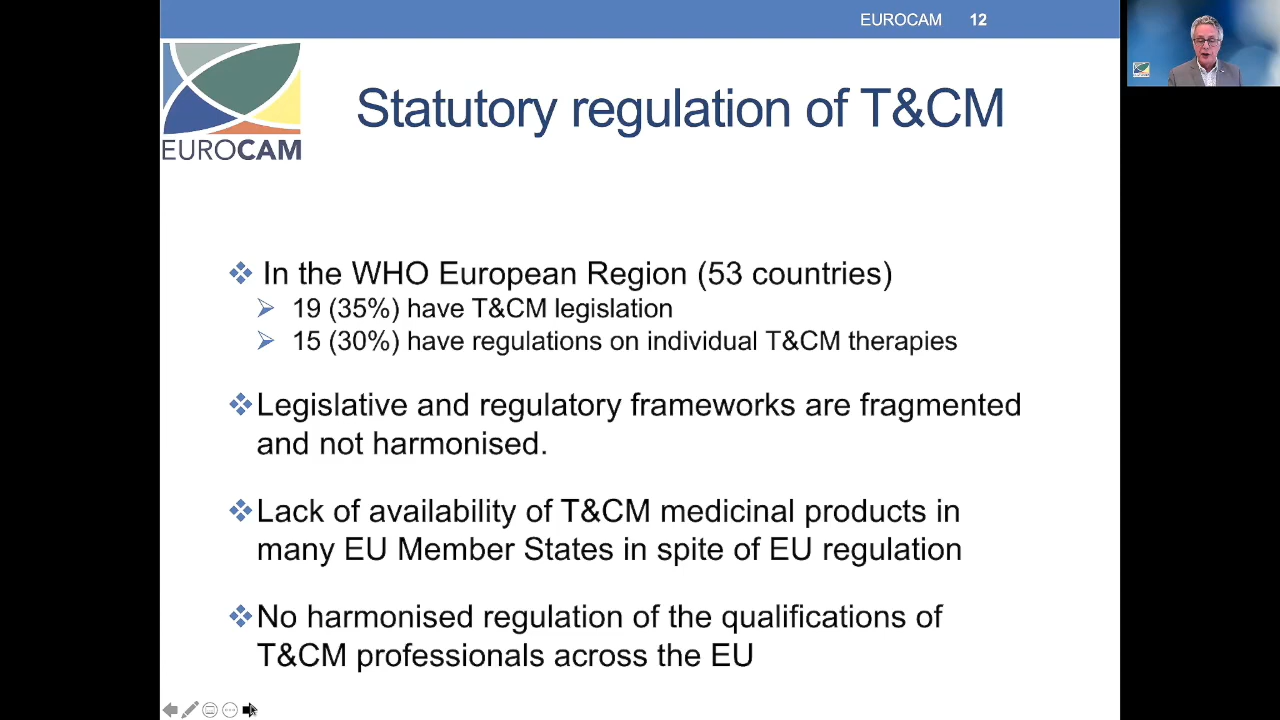 EUROCAM 12
EUROCAM
Statutory regulation of T&CM
In the WHO European Region (53 countries)
19 (35%) have T&CM legislation
15 (30%) have regulations on individual T&CM therapies
Legislative and regulatory frameworks are fragmented
and not harmonised.
Lack of availability of T&CM medicinal products in
many EU Member States in spite of EU regulation
No harmonised regulation of the qualifications of
T&CM professionals across the EU